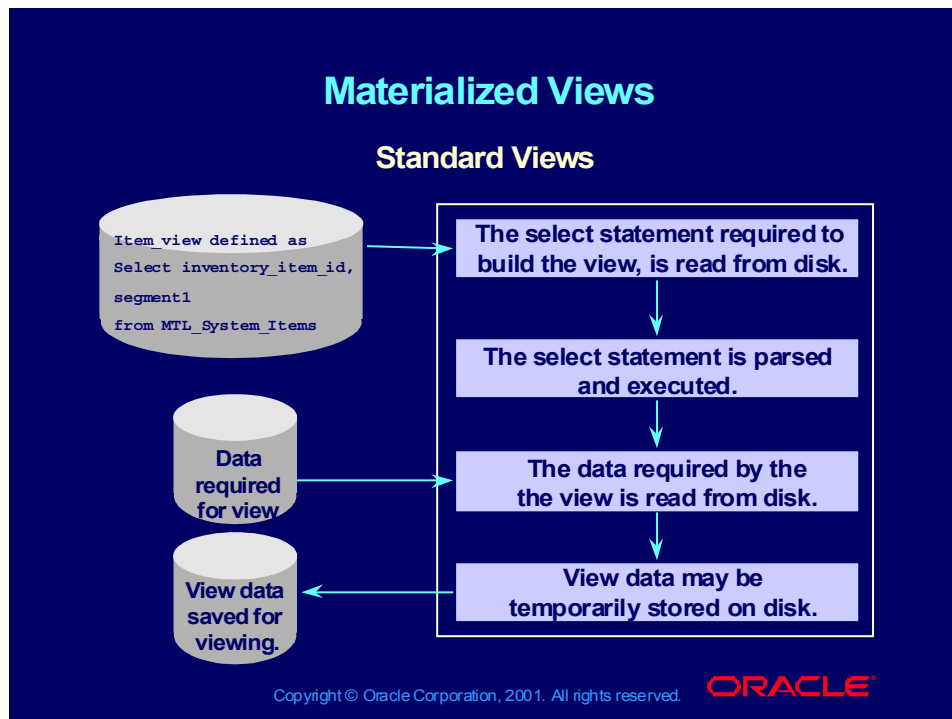 Materialized Views
Standard Views
Item_view defined as
Select inventory_item_id,
segment1
from MTL_System_Items
The select statement required to
build the view, is read from disk.
The select statement is parsed
and executed.
Data
required
for view
The data required by the
the view is read from disk.
View data
saved for
viewing.
View data may be
temporarily stored on disk.
Copyright © Oracle Corporation, 2001. All rights reserved.
ORACLE®